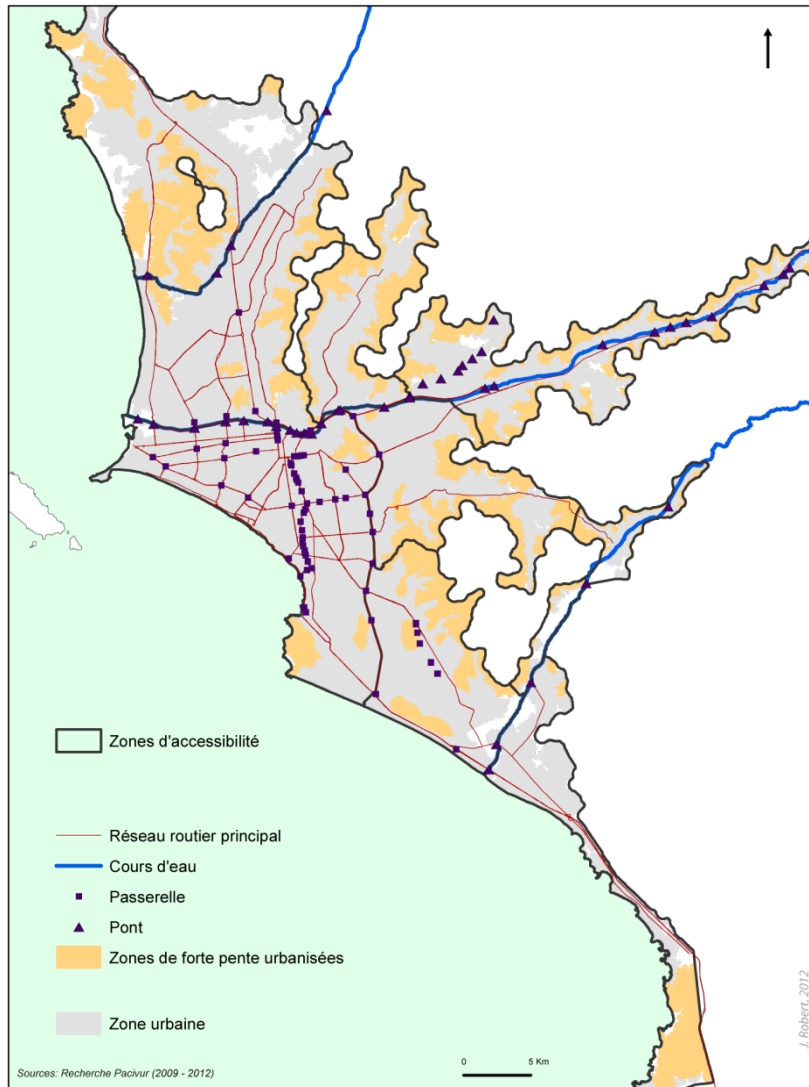 Zones d'accessibilité
Réseau routier principal
Cours d'eau
Passerelle
Pont
Zones de forte pente urbanisées
Zone urbaine
Sources: Recherche Pacivur (2009 - 2012)
0 5 Km
J. Robert, 2012